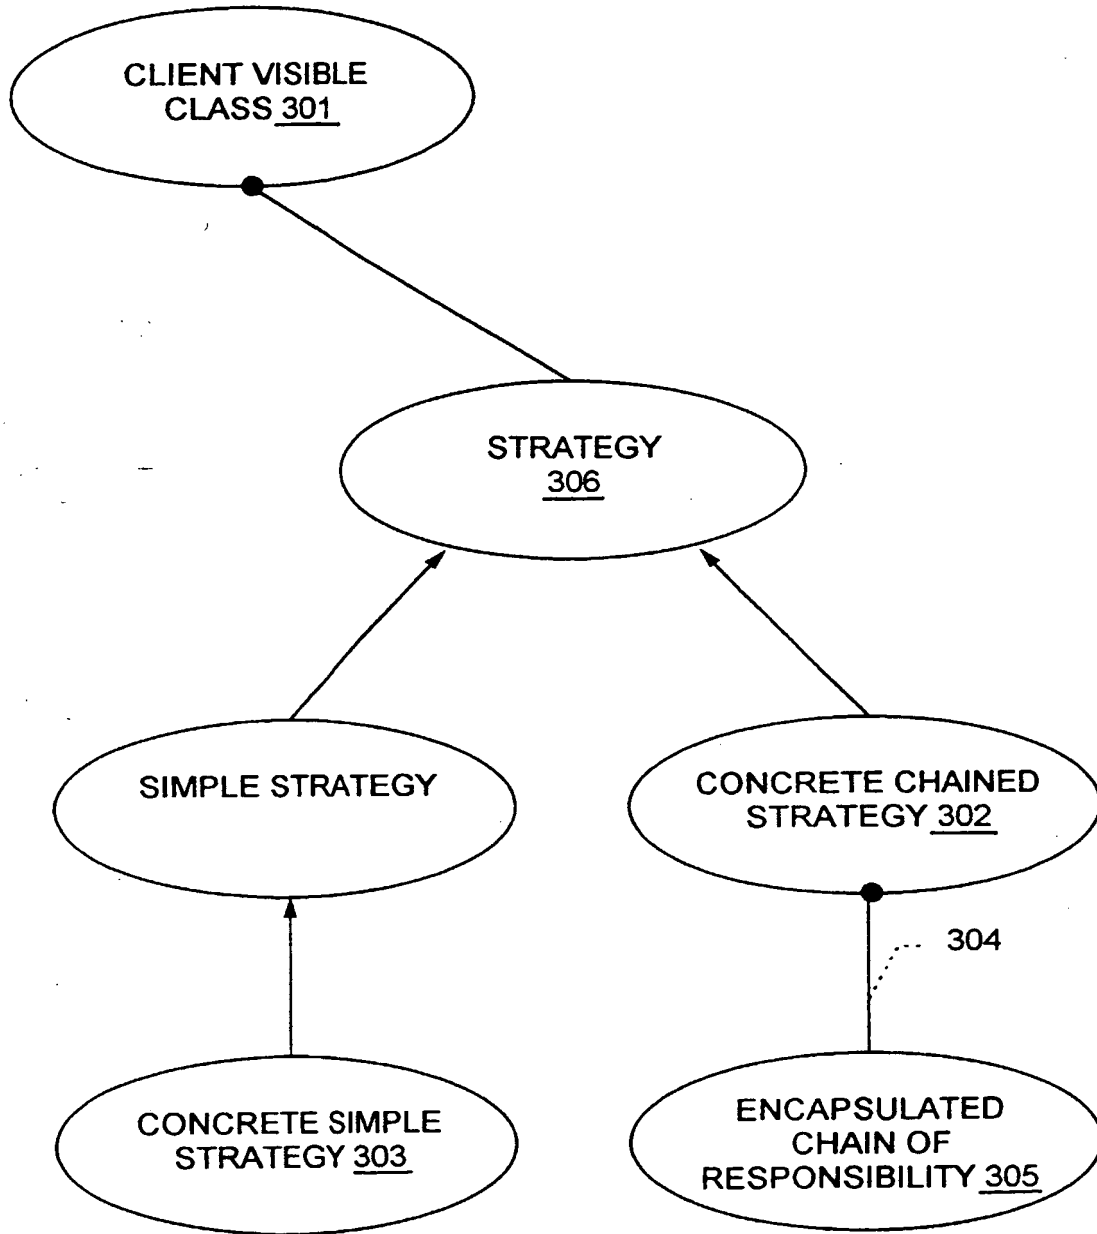 CLIENT VISIBLE
CLASS 301
STRATEGY
306
SIMPLE STRATEGY
CONCRETE CHAINED
STRATEGY 302
304
CONCRETE SIMPLE
STRATEGY 303
ENCAPSULATED
CHAIN OF
RESPONSIBILITY 305